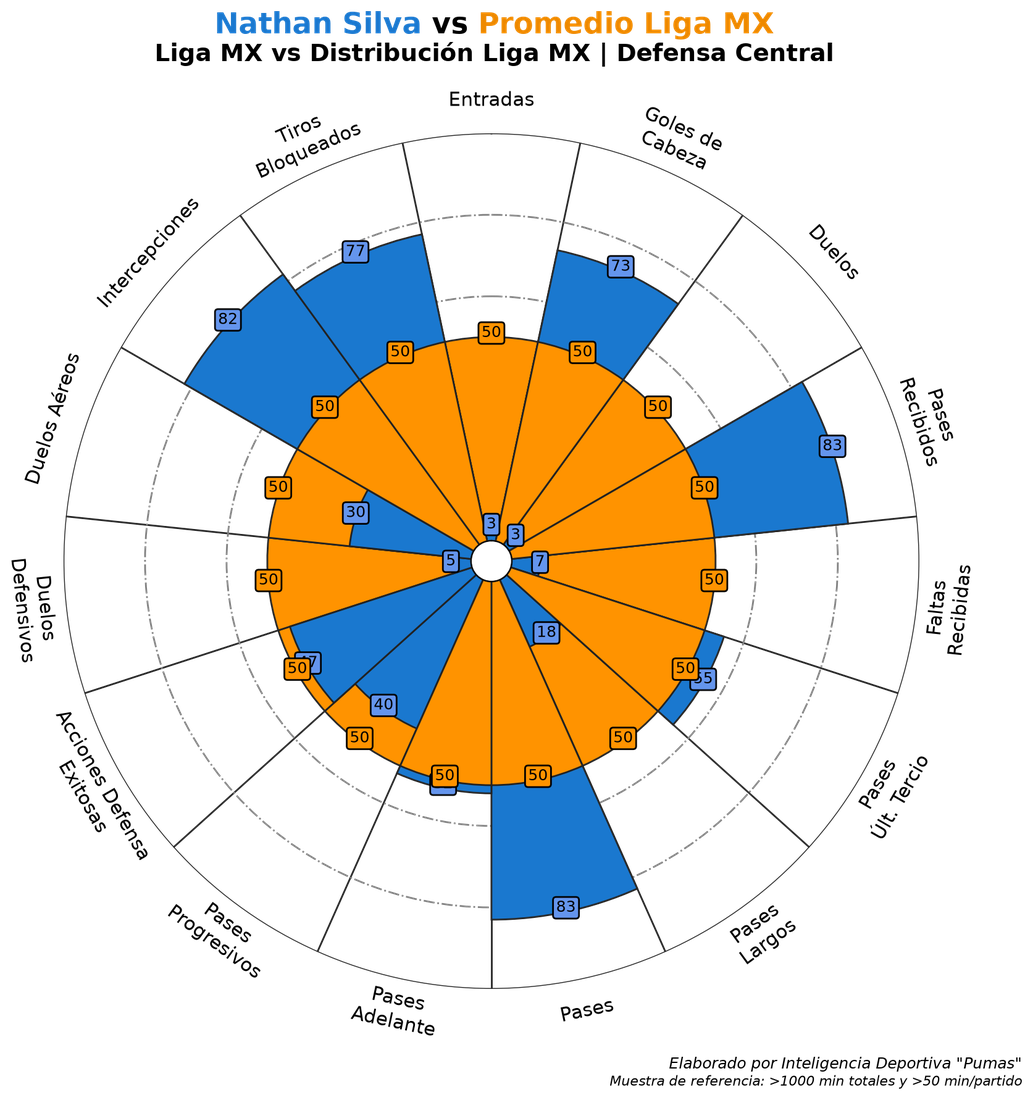 Nathan Silva vs Promedio Liga MX
Liga MX vs Distribución Liga MX | Defensa Central
Entradas
Goles de
Cabeza
Duelos
Pases
Recibidos
Faltas
Recibidas
Pases
Últ. Tercio
Pases
Largos
Pases
Pases
Adelante
Pases
Progresivos
Acciones Defensa
Exitosas
Duelos
Defensivos
Duelos Aéreos
Intercepciones
Tiros
Bloqueados
3
50
73
50
3
50
83
50
7
50
55
50
18
50
83
50
50
40
50
50
5
50
30
50
82
50
77
50
Elaborado por Inteligencia Deportiva "Pumas"
Muestra de referencia: >1000 min totales y >50 min/partido